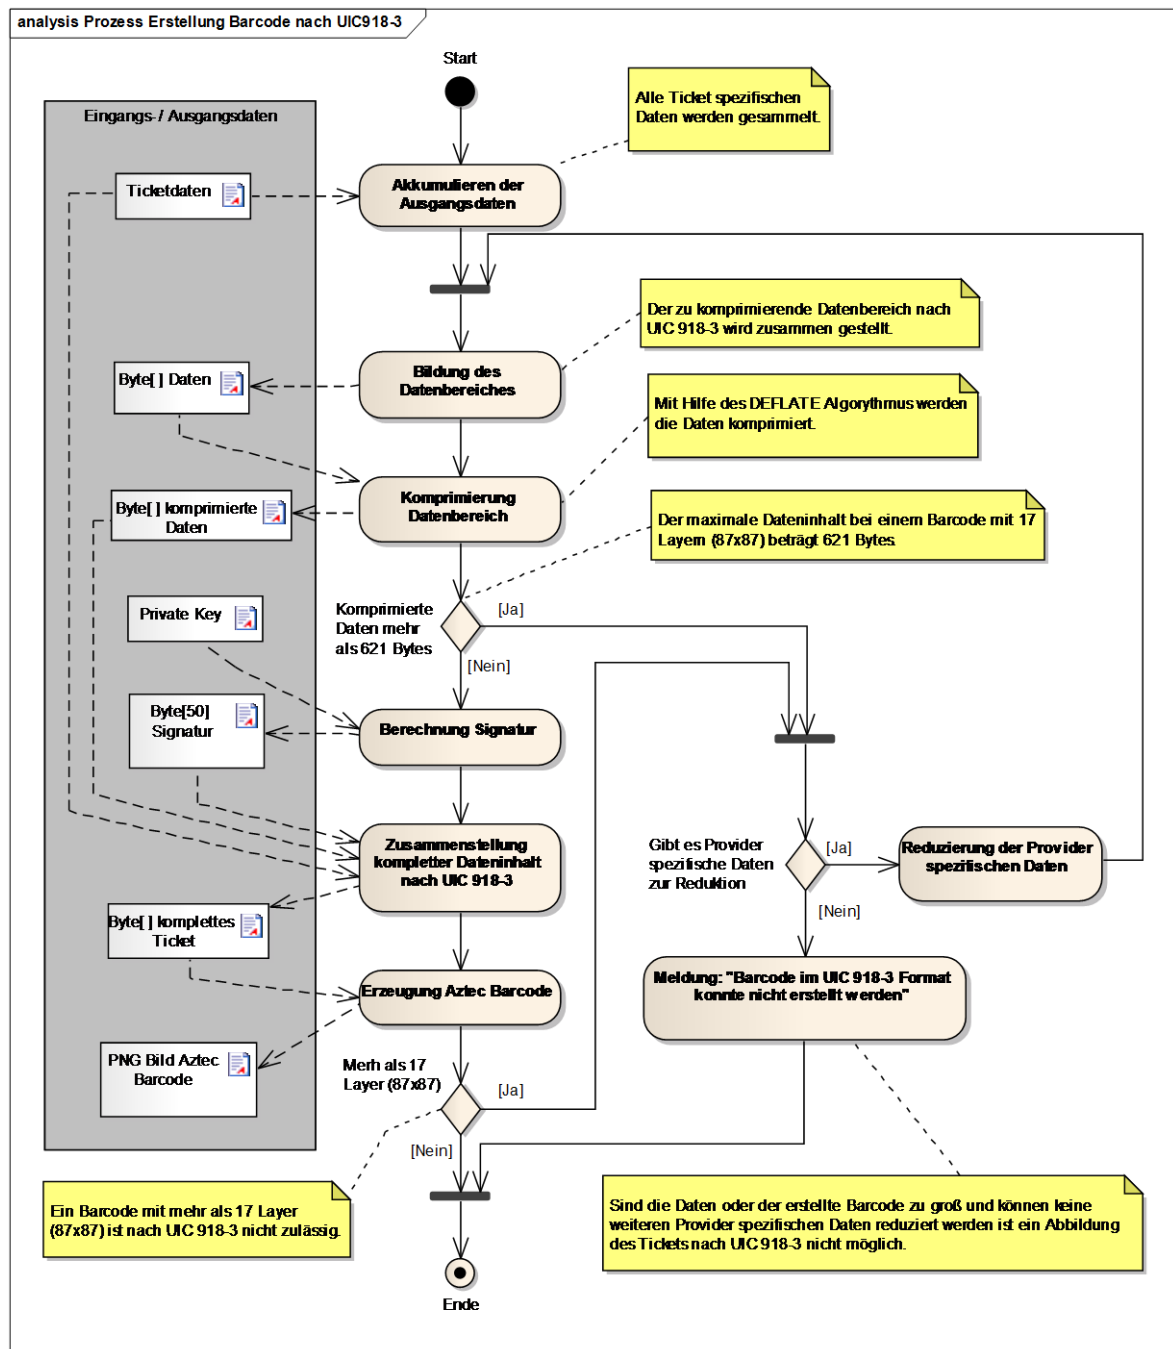 analysis Prozess Erstellung Barcode nach UIC918-3
Start
Alle Ticket spezifischen
Daten werden gesammelt.
Eingangs- / Ausgangsdaten
Ticketdaten
Akkumulieren der
Ausgangsdaten
Der zu komprimierende Datenbereich nach
UIC 918-3 wird zusammen gestellt.
Byte[ ] Daten
Bildung des
Datenbereiches
Mit Hilfe des DEFLATE Algorythmus werden
die Daten komprimiert.
Byte[ ] komprimierte
Daten
Komprimierung
Datenbereich
Der maximale Dateninhalt bei einem Barcode mit 17
Layern (87x87) beträgt 621 Bytes.
Private Key
Komprimierte
Daten mehr
als 621 Bytes
[Ja]
[Nein]
Byte[50]
Signatur
Berechnung Signatur
Zusammenstellung
kompletter Dateninhalt
nach UIC 918-3
Gibt es Provider
spezifische Daten
zur Reduktion
[Ja]
Reduzierung der Provider
spezifischen Daten
[Nein]
Byte[ ] komplettes
Ticket
Erzeugung Aztec Barcode
Meldung: "Barcode im UIC 918-3 Format
konnte nicht erstellt werden"
PNG Bild Aztec
Barcode
Merh als 17
Layer (87x87)
[Ja]
[Nein]
Ein Barcode mit mehr als 17 Layer
(87x87) ist nach UIC 918-3 nicht zulässig.
Sind die Daten oder der erstellte Barcode zu groß und können keine
weiteren Provider spezifischen Daten reduziert werden ist ein Abbildung
des Tickets nach UIC 918-3 nicht möglich.
Ende